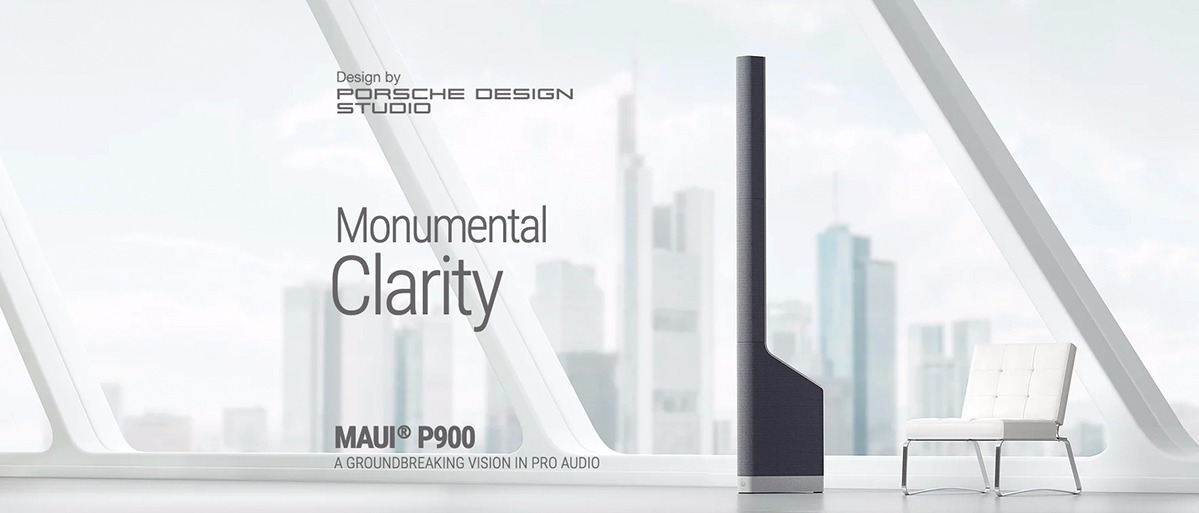 Design by
PORSCHE DESIGN
STUDIO
Monumental
Clarity
MAUI® P900
A GROUNDBREAKING VISION IN PRO AUDIO